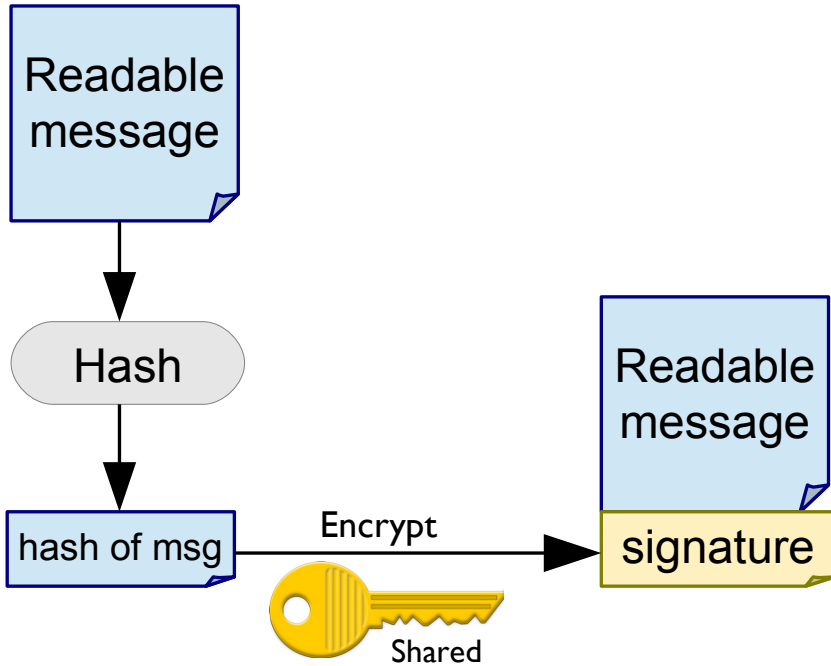 Readable
message
Hash
hash of msg
Encrypt
Shared
Readable
message
signature